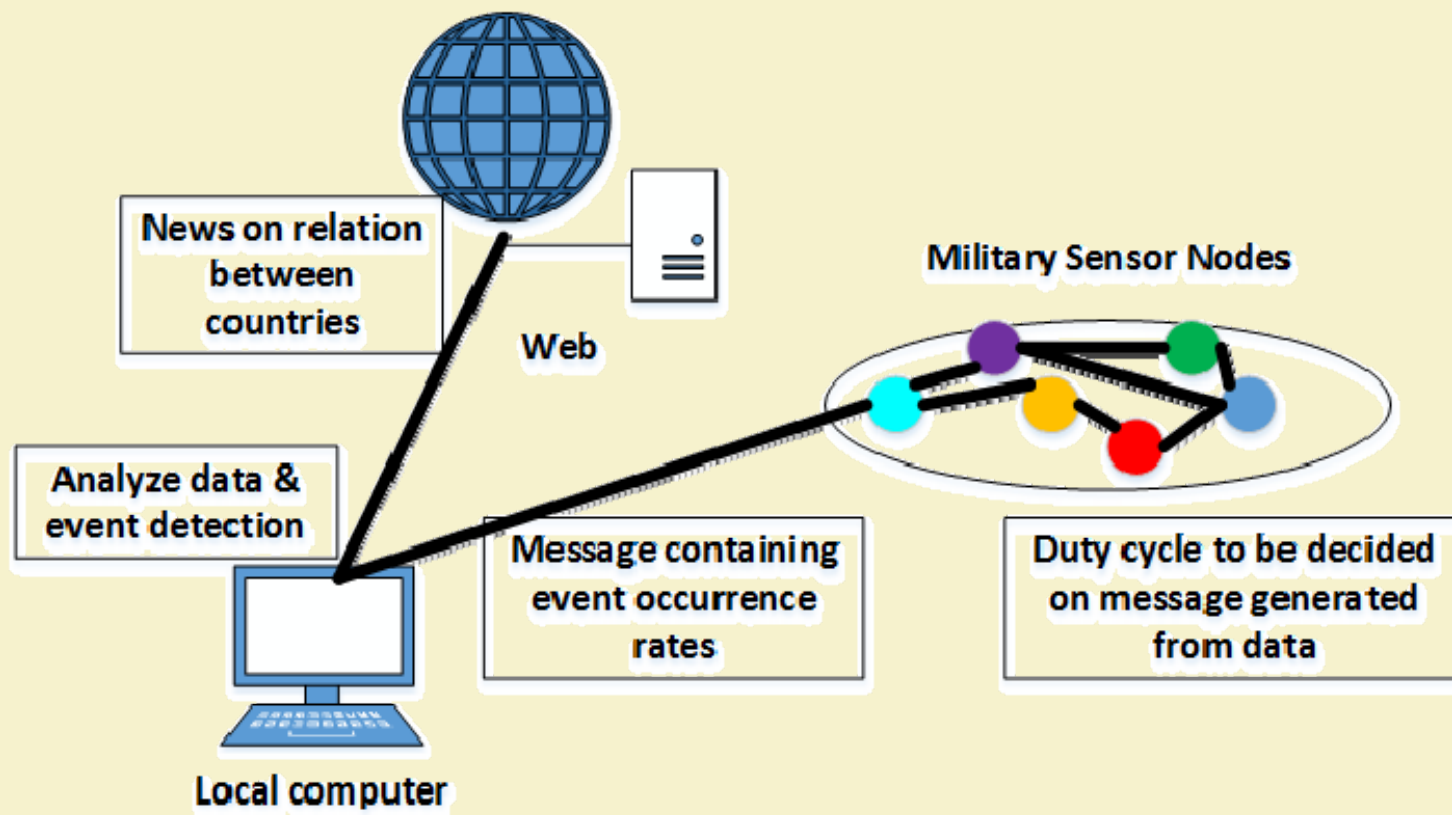 News on relation
between
countries
Web
Military Sensor Nodes
Analyze data &
event detection
Message containing
event occurrence
rates
Duty cycle to be decided
on message generated
from data
Local computer